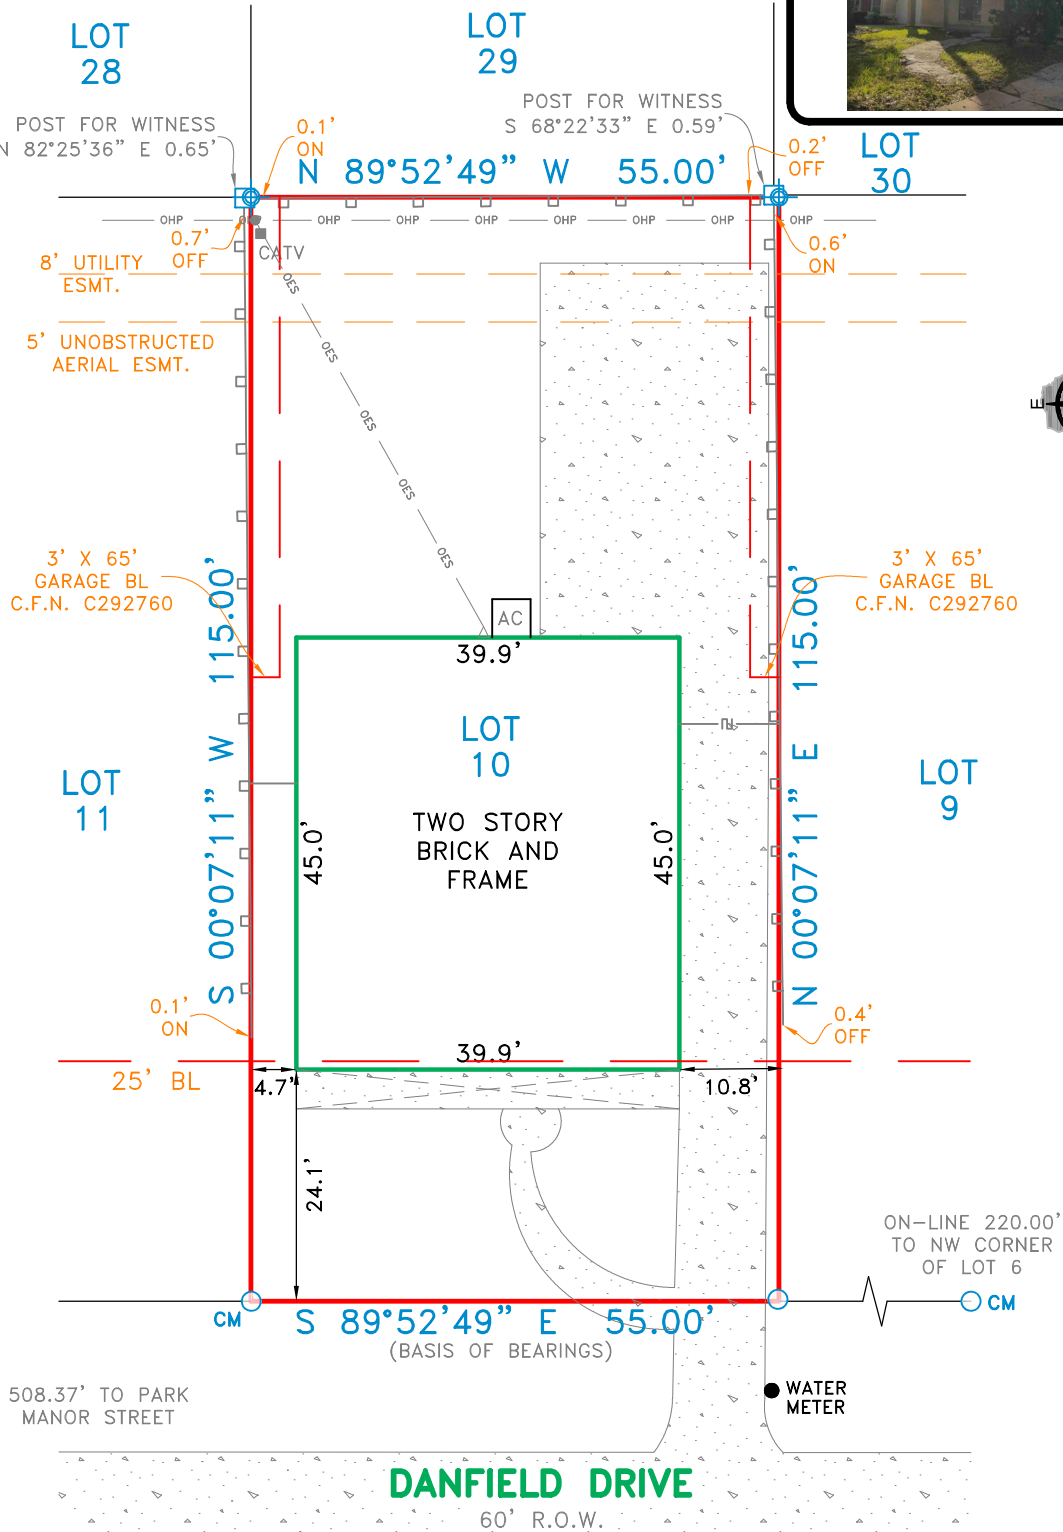 LOT
28
LOT
29
POST FOR WITNESS
N 82°25'36" E 0.65'
0.1'
ON
POST FOR WITNESS
S 68°22'33" E 0.59'
0.2'
OFF
LOT
30
N 89°52'49" W 55.00'
OHP OHP OHP OHP OHP OHP OHP
0.7'
OFF
CATV
0.6'
ON
8' UTILITY
ESMT.
5' UNOBSTRUCTED
AERIAL ESMT.
OES
OES
OES
OES
OES
E
3' X 65'
GARAGE BL
C.F.N. C292760
3' X 65'
GARAGE BL
C.F.N. C292760
S 00°07'11" W 115.00'
N 00°07'11" E 115.00'
AC
39.9'
LOT
10
LOT
11
LOT
9
TWO STORY
BRICK AND
FRAME
45.0'
45.0'
0.1'
ON
0.4'
OFF
39.9'
25' BL
4.7'
10.8'
24.1'
ON-LINE 220.00'
TO NW CORNER
OF LOT 6
CM
CM
S 89°52'49" E 55.00'
(BASIS OF BEARINGS)
508.37' TO PARK
MANOR STREET
WATER
METER
DANFIELD DRIVE
60' R.O.W.